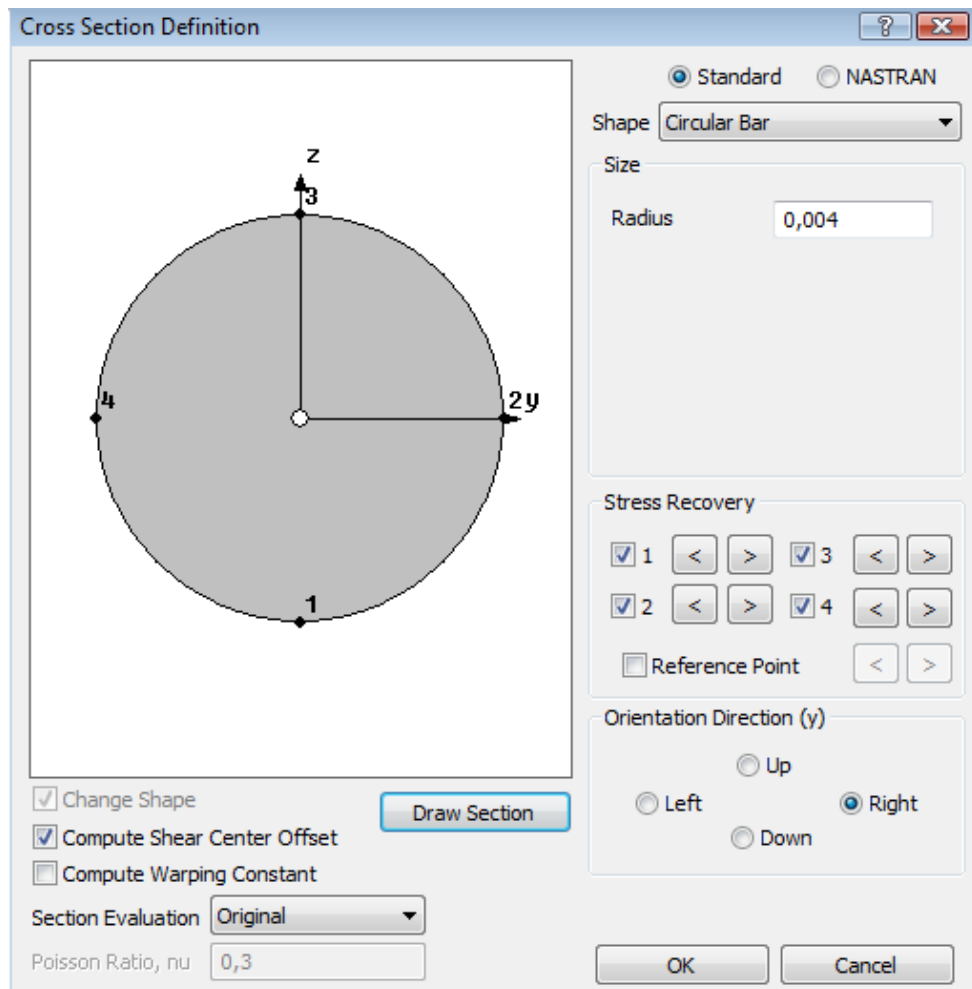 Cross Section Definition
? X
Standard NASTRAN
Shape Circular Bar
Size
Radius 0,004
z
3
4
2y
1
Stress Recovery
1 < > 3 < >
2 < > 4 < >
Reference Point < >
Orientation Direction (y)
Up
Left Right
Down
Change Shape
Draw Section
Compute Shear Center Offset
Compute Warping Constant
Section Evaluation Original
Poisson Ratio, nu 0,3
OK Cancel